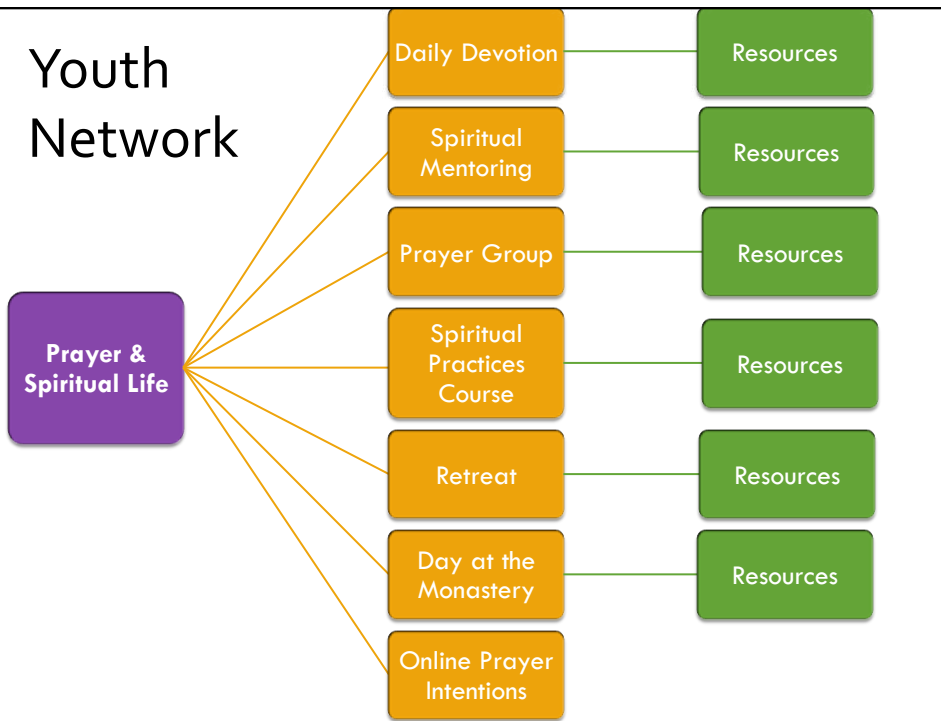 Youth
Network
Prayer &
Spiritual Life
Daily Devotion
Resources
Spiritual
Mentoring
Resources
Prayer Group
Resources
Spiritual
Practices
Course
Resources
Retreat
Resources
Day at the
Monastery
Resources
Online Prayer
Intentions